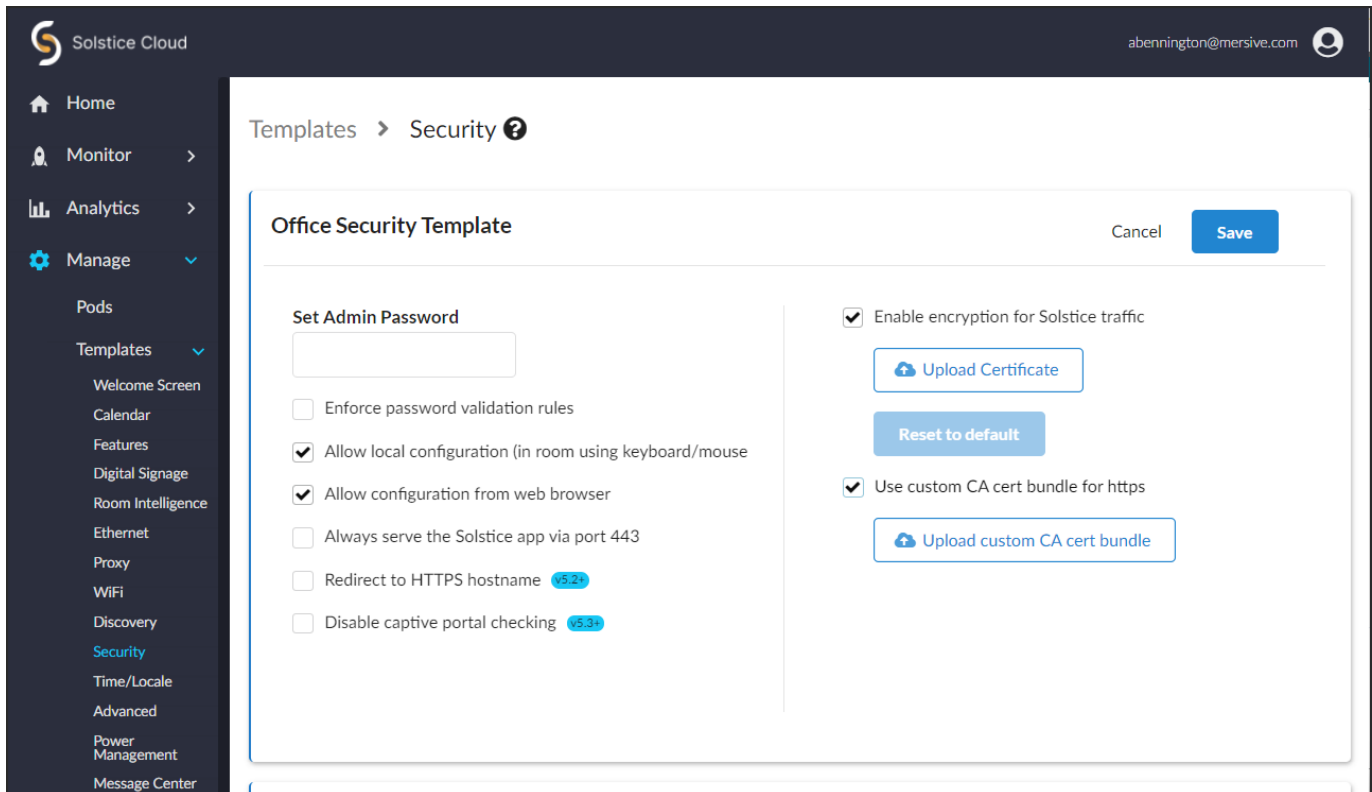 Solstice Cloud
abennington@mersive.com
Home
Monitor
Analytics
Manage
Pods
Templates
Welcome Screen
Calendar
Features
Digital Signage
Room Intelligence
Ethernet
Proxy
WiFi
Discovery
Security
Time/Locale
Advanced
Power
Management
Message Center
Templates > Security ?
Office Security Template
Cancel
Save
Set Admin Password
Enforce password validation rules
Allow local configuration (in room using keyboard/mouse
Allow configuration from web browser
Always serve the Solstice app via port 443
Redirect to HTTPS hostname v5.2+
Disable captive portal checking v5.3+
Enable encryption for Solstice traffic
Upload Certificate
Reset to default
Use custom CA cert bundle for https
Upload custom CA cert bundle